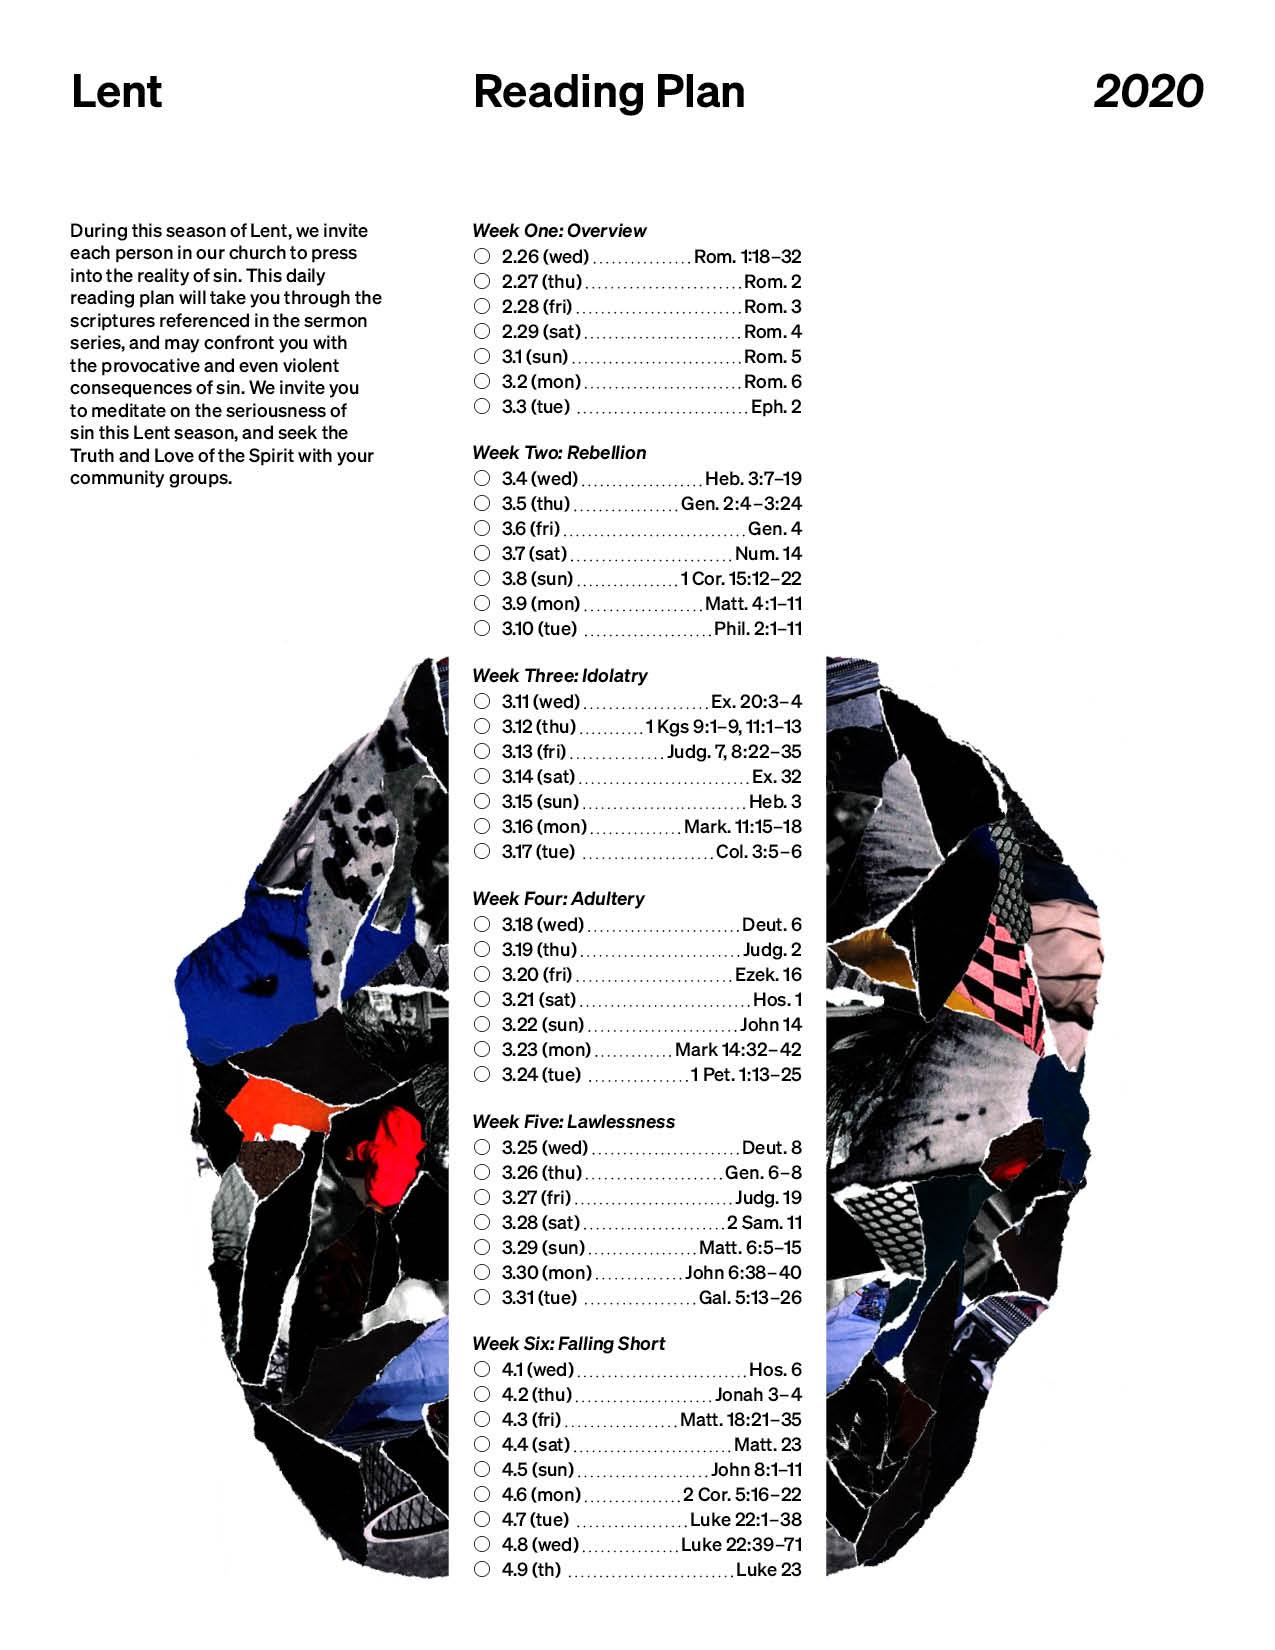 Lent Reading Plan 2020
During this season of Lent, we invite
each person in our church to press
into the reality of sin. This daily
reading plan will take you through the
scriptures referenced in the sermon
series, and may confront you with
the provocative and even violent
consequences of sin. We invite you
to meditate on the seriousness of
sin this Lent season, and seek the
Truth and Love of the Spirit with your
community groups.
Week One: Overview
2.26 (wed) ................ Rom. 1:18–32
2.27 (thu) ......................... Rom. 2
2.28 (fri) ........................... Rom. 3
2.29 (sat) ......................... Rom. 4
3.1 (sun) ........................... Rom. 5
3.2 (mon) ......................... Rom. 6
3.3 (tue) ........................... Eph. 2
Week Two: Rebellion
3.4 (wed) ................... Heb. 3:7–19
3.5 (thu) ................. Gen. 2:4–3:24
3.6 (fri) ............................. Gen. 4
3.7 (sat) .......................... Num. 14
3.8 (sun) ................ 1 Cor. 15:12–22
3.9 (mon) ................... Matt. 4:1–11
3.10 (tue) ..................... Phil. 2:1–11
Week Three: Idolatry
3.11 (wed) .................... Ex. 20:3–4
3.12 (thu) ........... 1 Kgs 9:1–9, 11:1–13
3.13 (fri) ............... Judg. 7, 8:22–35
3.14 (sat) ........................... Ex. 32
3.15 (sun) .......................... Heb. 3
3.16 (mon) ............... Mark. 11:15–18
3.17 (tue) ..................... Col. 3:5–6
Week Four: Adultery
3.18 (wed) ......................... Deut. 6
3.19 (thu) .......................... Judg. 2
3.20 (fri) ......................... Ezek. 16
3.21 (sat) ........................... Hos. 1
3.22 (sun) ........................ John 14
3.23 (mon) ............. Mark 14:32–42
3.24 (tue) ................ 1 Pet. 1:13–25
Week Five: Lawlessness
3.25 (wed) ........................ Deut. 8
3.26 (thu) ...................... Gen. 6–8
3.27 (fri) .......................... Judg. 19
3.28 (sat) ....................... 2 Sam. 11
3.29 (sun) .................. Matt. 6:5–15
3.30 (mon) .............. John 6:38–40
3.31 (tue) .................. Gal. 5:13–26
Week Six: Falling Short
4.1 (wed) ........................... Hos. 6
4.2 (thu) ...................... Jonah 3–4
4.3 (fri) .................. Matt. 18:21–35
4.4 (sat) ......................... Matt. 23
4.5 (sun) ..................... John 8:1–11
4.6 (mon) ................ 2 Cor. 5:16–22
4.7 (tue) .................. Luke 22:1–38
4.8 (wed) ................ Luke 22:39–71
4.9 (th) ........................... Luke 23